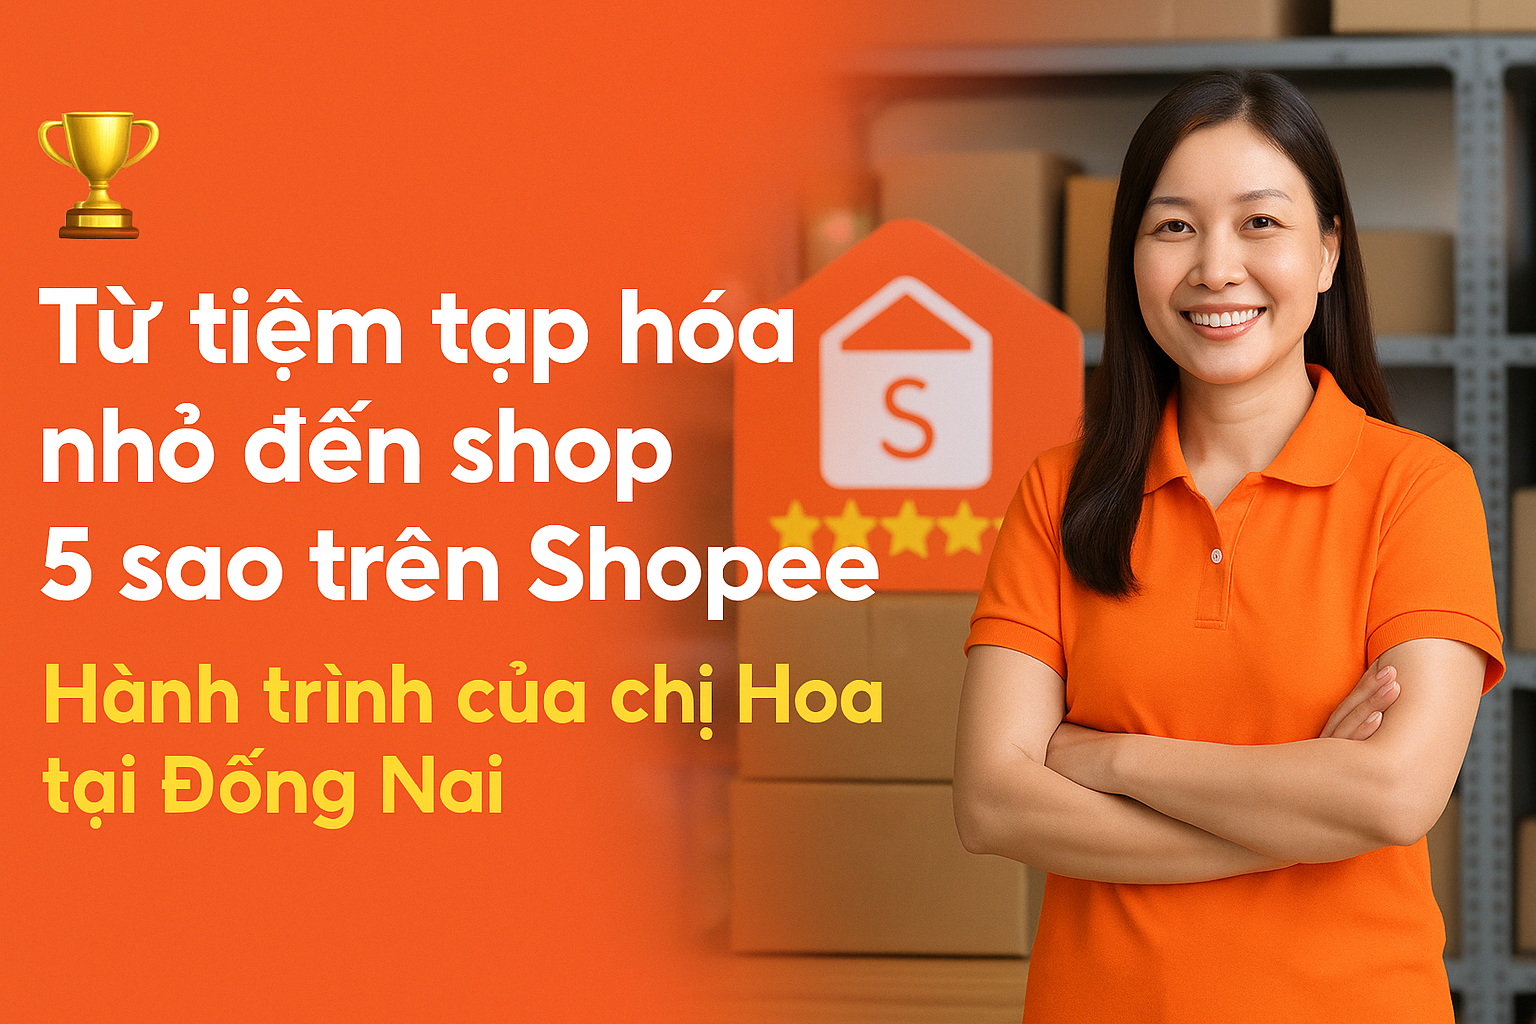 Từ tiệm tạp hóa
nhỏ đến shop
5 sao trên Shopee
Hành trình của chị Hoa
tại Đống Nai
S